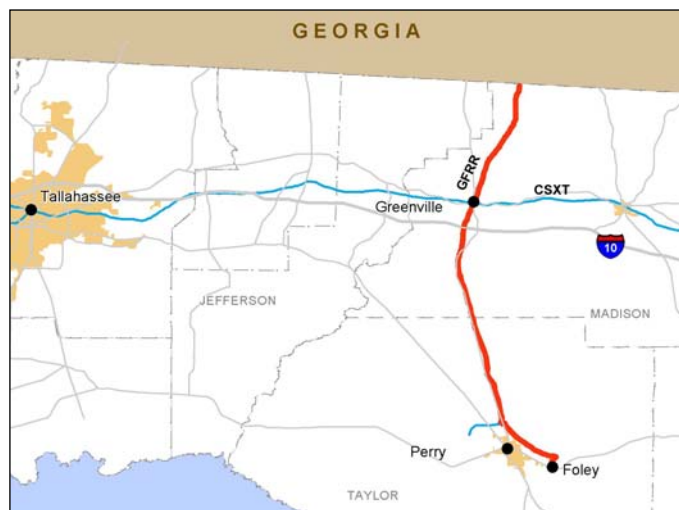 GEORGIA
GFRR
CSXT
Tallahassee
Greenville
10
JEFFERSON
MADISON
Perry
Foley
TAYLOR